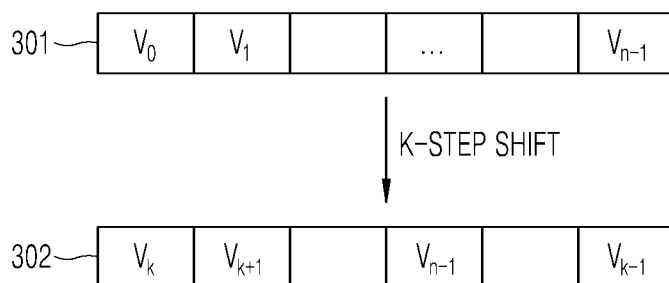 301 V₀ V₁ ... Vₙ₋₁
K-STEP SHIFT
302 Vₖ Vₖ₊₁ Vₙ₋₁ Vₖ₋₁